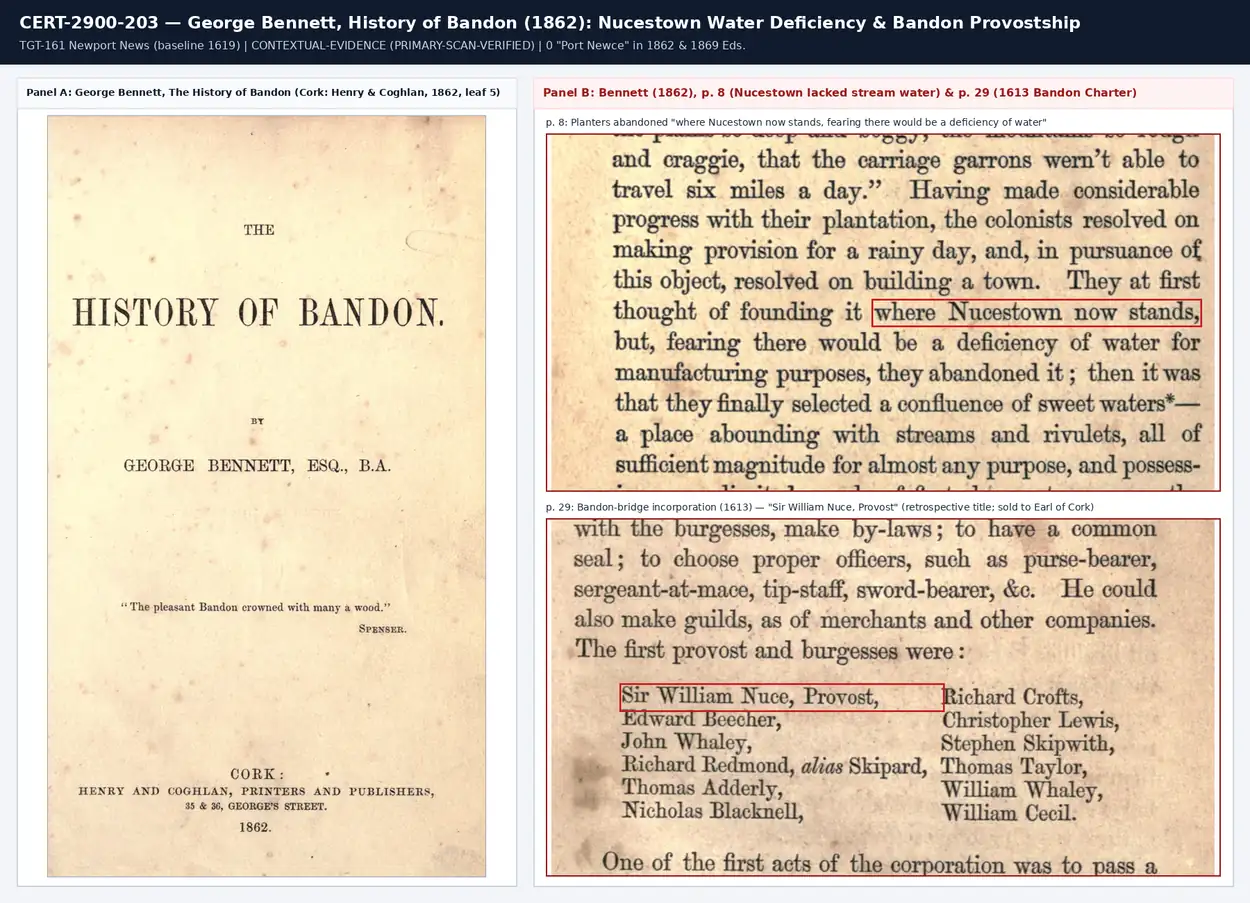 CERT-2900-203 — George Bennett, History of Bandon (1862): Nucestown Water Deficiency & Bandon Provostship
TGT-161 Newport News (baseline 1619) | CONTEXTUAL-EVIDENCE (PRIMARY-SCAN-VERIFIED) | 0 "Port Newce" in 1862 & 1869 Eds.
Panel A: George Bennett, The History of Bandon (Cork: Henry & Coghlan, 1862, leaf 5)
THE
HISTORY OF BANDON.
BY
GEORGE BENNETT, ESQ., B.A.
"The pleasant Bandon crowned with many a wood."
SPENSER.
CORK:
HENRY AND COGHLAN, PRINTERS AND PUBLISHERS,
35 & 36, GEORGE'S STREET.
1862.
Panel B: Bennett (1862), p. 8 (Nucestown lacked stream water) & p. 29 (1613 Bandon Charter)
p. 8: Planters abandoned "where Nucestown now stands, fearing there would be a deficiency of water"
and craggie, that the carriage garrons wern't able to
travel six miles a day." Having made considerable
progress with their plantation, the colonists resolved on
making provision for a rainy day, and, in pursuance of
this object, resolved on building a town. They at first
thought of founding it where Nucestown now stands,
but, fearing there would be a deficiency of water for
manufacturing purposes, they abandoned it; then it was
that they finally selected a confluence of sweet waters*—
a place abounding with streams and rivulets, all of
sufficient magnitude for almost any purpose, and possess-
p. 29: Bandon-bridge incorporation (1613) — "Sir William Nuce, Provost" (retrospective title; sold to Earl of Cork)
with the burgesses, make by-laws; to have a common
seal; to choose proper officers, such as purse-bearer,
sergeant-at-mace, tip-staff, sword-bearer, &c. He could
also make guilds, as of merchants and other companies.
The first provost and burgesses were:
Sir William Nuce, Provost, Richard Crofts,
Edward Beecher, Christopher Lewis,
John Whaley, Stephen Skipwith,
Richard Redmond, alias Skipard, Thomas Taylor,
Thomas Adderly, William Whaley,
Nicholas Blacknell, William Cecil.
One of the first acts of the corporation was to pass a